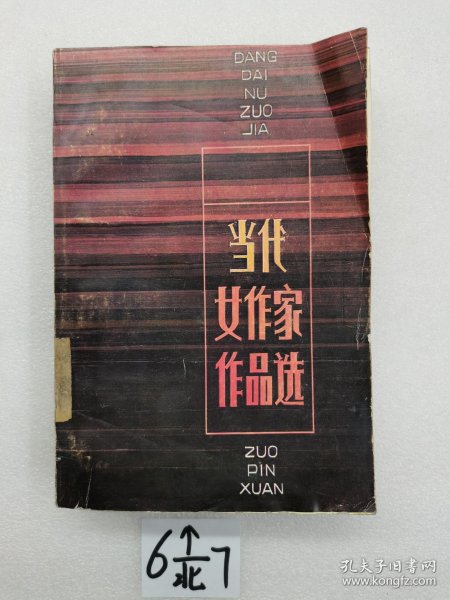 DANG
DAI
NU
ZUO
JIA
当代
女作家
作品选
ZUO
PIN
XUAN
6↑北7
孔夫子旧书网
www.kongfz.com